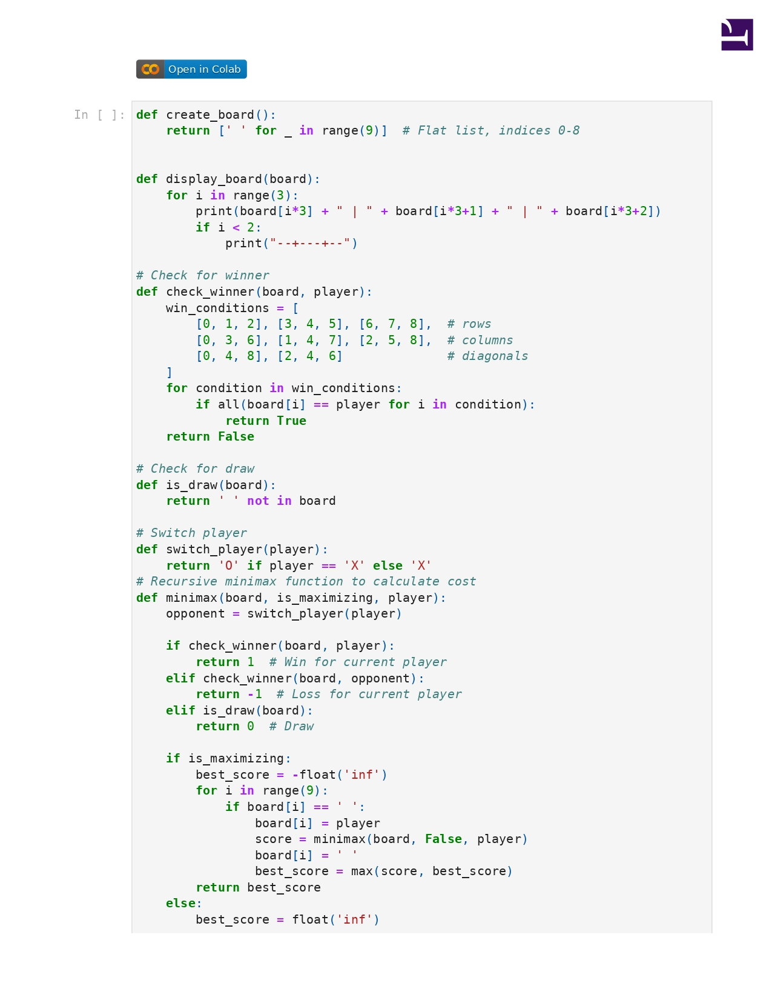 Open in Colab
In [ ]:
def create_board():
    return [' ' for _ in range(9)]  # Flat list, indices 0-8


def display_board(board):
    for i in range(3):
        print(board[i*3] + " | " + board[i*3+1] + " | " + board[i*3+2])
        if i < 2:
            print("--+---+--")

# Check for winner
def check_winner(board, player):
    win_conditions = [
        [0, 1, 2], [3, 4, 5], [6, 7, 8],  # rows
        [0, 3, 6], [1, 4, 7], [2, 5, 8],  # columns
        [0, 4, 8], [2, 4, 6]              # diagonals
    ]
    for condition in win_conditions:
        if all(board[i] == player for i in condition):
            return True
    return False

# Check for draw
def is_draw(board):
    return ' ' not in board

# Switch player
def switch_player(player):
    return 'O' if player == 'X' else 'X'
# Recursive minimax function to calculate cost
def minimax(board, is_maximizing, player):
    opponent = switch_player(player)

    if check_winner(board, player):
        return 1  # Win for current player
    elif check_winner(board, opponent):
        return -1  # Loss for current player
    elif is_draw(board):
        return 0  # Draw

    if is_maximizing:
        best_score = -float('inf')
        for i in range(9):
            if board[i] == ' ':
                board[i] = player
                score = minimax(board, False, player)
                board[i] = ' '
                best_score = max(score, best_score)
        return best_score
    else:
        best_score = float('inf')